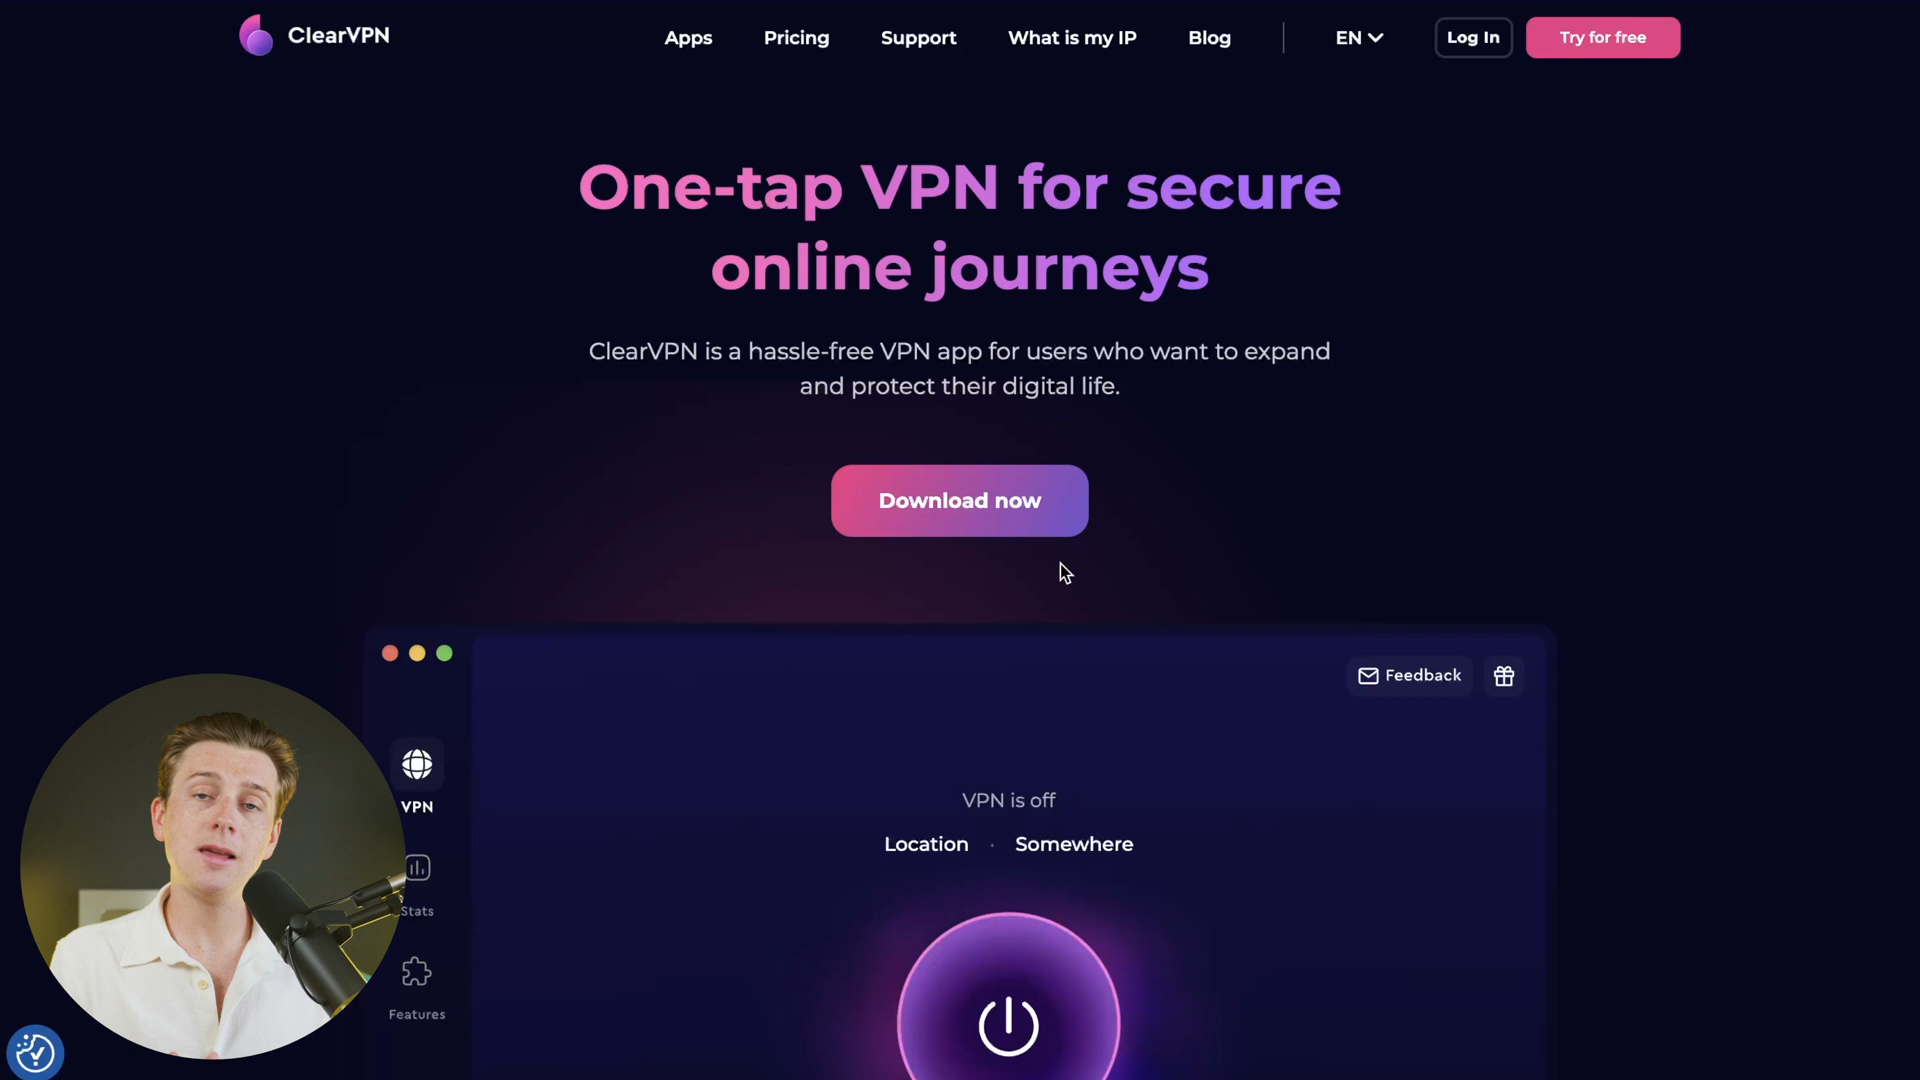 ClearVPN
Apps
Pricing
Support
What is my IP
Blog
EN
Log In
Try for free
One-tap VPN for secure
online journeys
ClearVPN is a hassle-free VPN app for users who want to expand
and protect their digital life.
Download now
Feedback
VPN
VPN is off
Location · Somewhere
Stats
Features